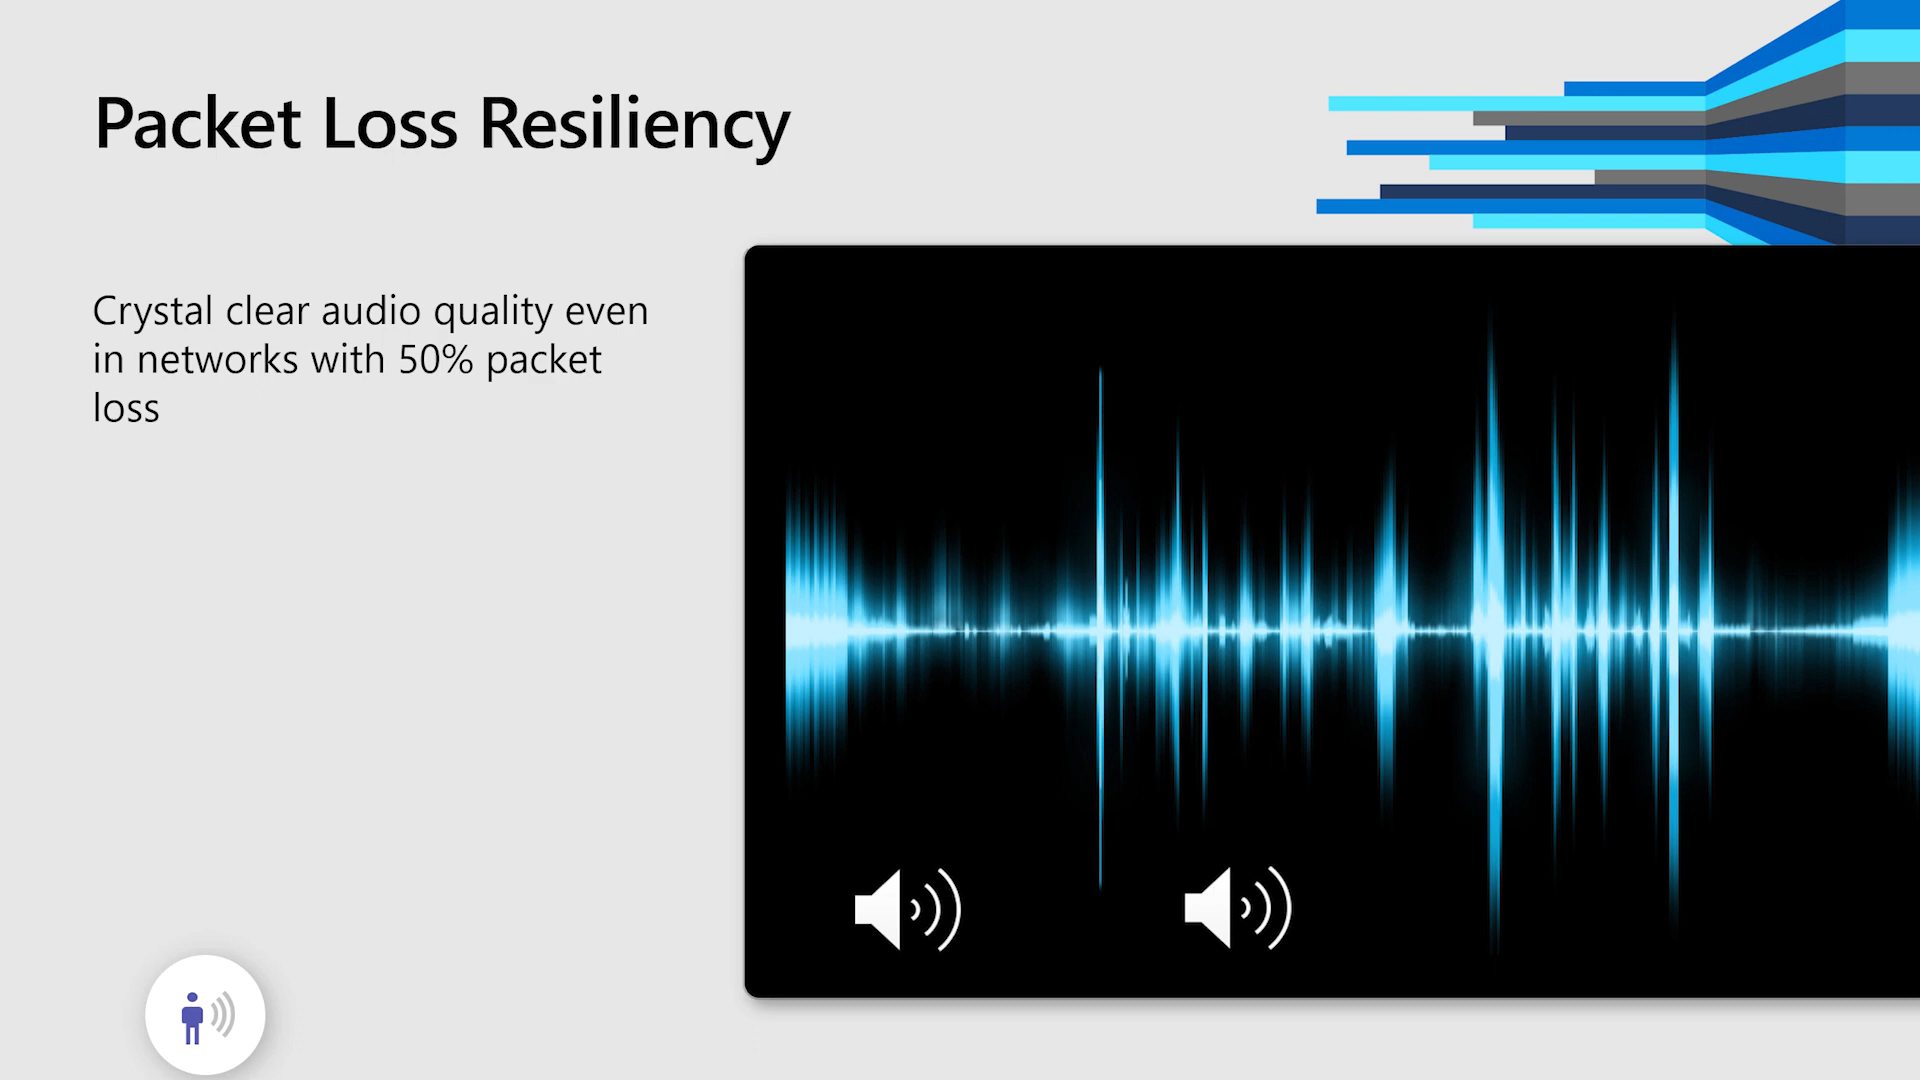 Packet Loss Resiliency
Crystal clear audio quality even
in networks with 50% packet
loss